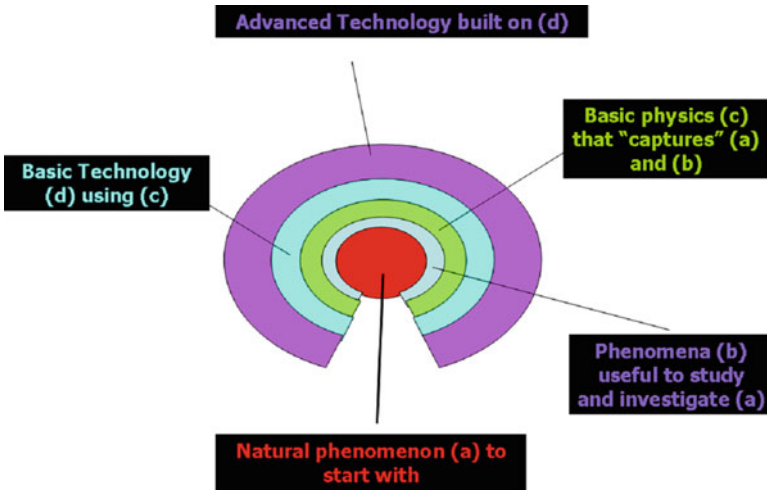 Advanced Technology built on (d)
Basic physics (c)
that “captures” (a)
and (b)
Basic Technology
(d) using (c)
Phenomena (b)
useful to study
and investigate (a)
Natural phenomenon (a) to
start with